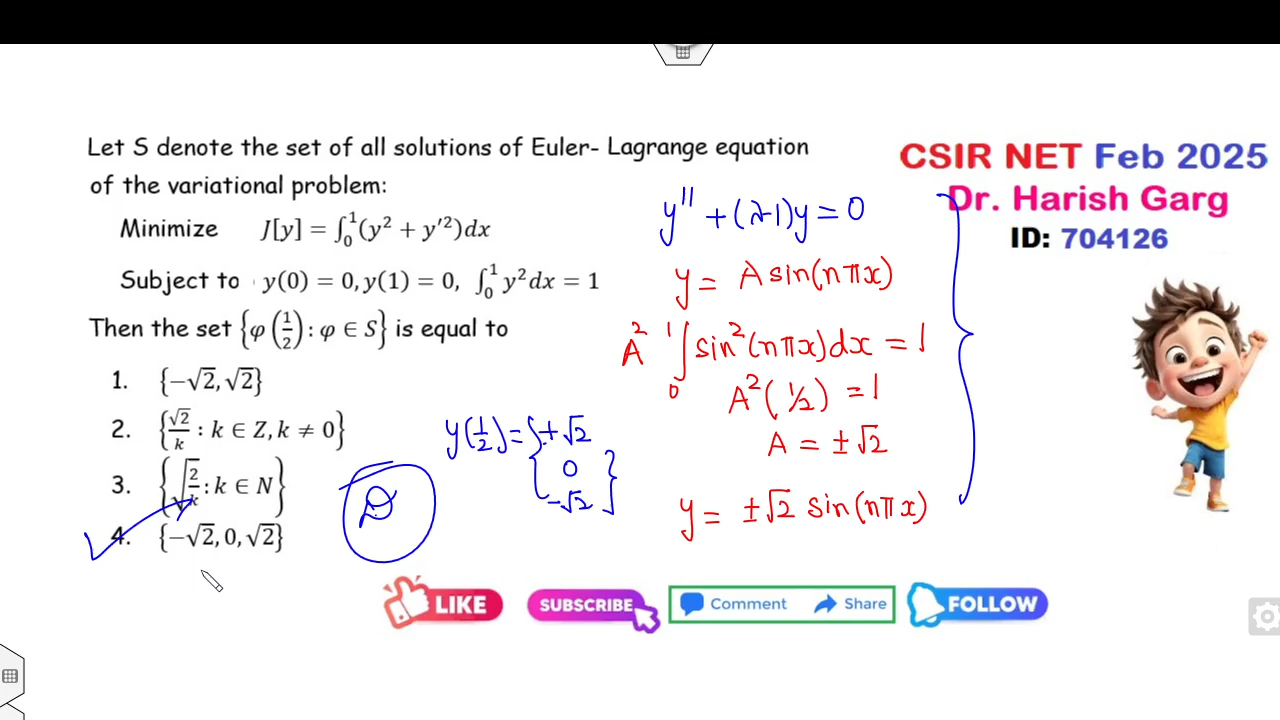 Let S denote the set of all solutions of Euler- Lagrange equation
of the variational problem:
Minimize J[y] = ∫₀¹(y² + y′²)dx
Subject to y(0) = 0, y(1) = 0, ∫₀¹ y²dx = 1
Then the set {φ(1/2): φ ∈ S} is equal to
1. {−√2, √2}
2. {√2/k : k ∈ Z, k ≠ 0}
3. {√(2/k) : k ∈ N}
4. {−√2, 0, √2}
D
y(1/2) = {+√2
0
−√2}
y'' + (λ-1)y = 0
y = A sin(nπx)
A² ∫₀¹ sin²(nπx)dx = 1
A²(1/2) = 1
A = ±√2
y = ±√2 sin(nπx)
CSIR NET Feb 2025
Dr. Harish Garg
ID: 704126
LIKE
SUBSCRIBE
Comment Share
FOLLOW